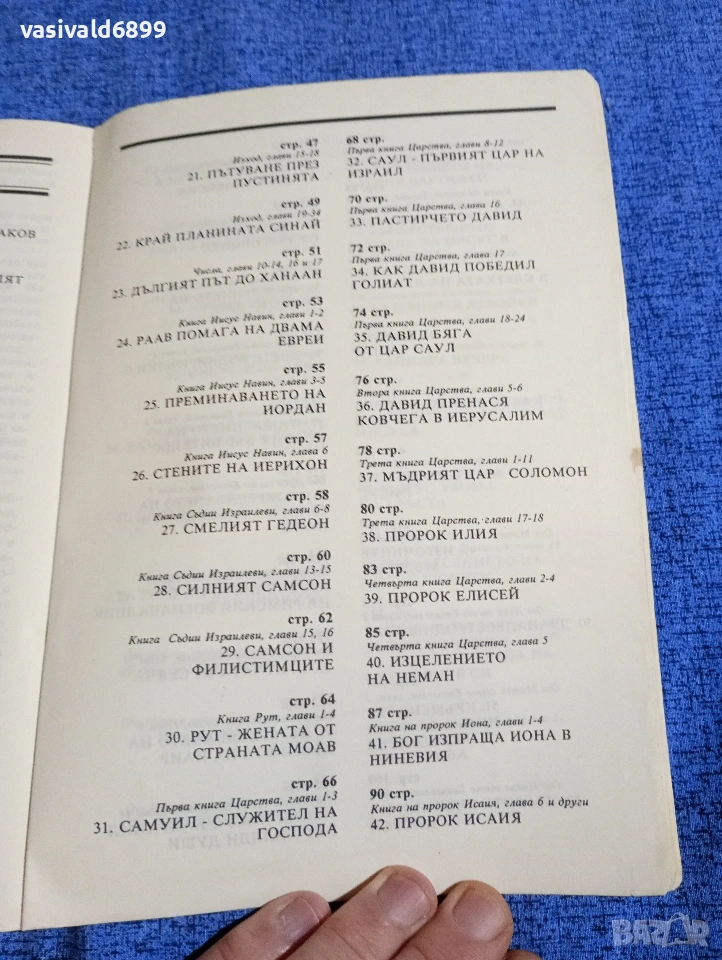 vasivald6899
АКОВ
ЯТ
стр. 47
Изход, глави 15-18
21. ПЪТУВАНЕ ПРЕЗ
ПУСТИНЯТА
стр. 49
Изход, глави 19-34
22. КРАЙ ПЛАНИНАТА СИНАЙ
стр. 51
Числа, глави 10-14, 16 и 17
23. ДЪЛГИЯТ ПЪТ ДО ХАНААН
стр. 53
Книга Иисус Навин, глави 1-2
24. РААВ ПОМАГА НА ДВАМА
ЕВРЕИ
стр. 55
Книга Иисус Навин, глави 3-5
25. ПРЕМИНАВАНЕТО НА
ИОРДАН
стр. 57
Книга Иисус Навин, глава 6
26. СТЕНИТЕ НА ИЕРИХОН
стр. 58
Книга Съдии Израилеви, глави 6-8
27. СМЕЛИЯТ ГЕДЕОН
стр. 60
Книга Съдии Израилеви, глави 13-15
28. СИЛНИЯТ САМСОН
стр. 62
Книга Съдии Израилеви, глави 15, 16
29. САМСОН И
ФИЛИСТИМЦИТЕ
стр. 64
Книга Рут, глави 1-4
30. РУТ - ЖЕНАТА ОТ
СТРАНАТА МОАВ
стр. 66
Първа книга Царства, глави 1-3
31. САМУИЛ - СЛУЖИТЕЛ НА
ГОСПОДА
68 стр.
Първа книга Царства, глави 8-12
32. САУЛ - ПЪРВИЯТ ЦАР НА
ИЗРАИЛ
70 стр.
Първа книга Царства, глави 16
33. ПАСТИРЧЕТО ДАВИД
72 стр.
Първа книга Царства, глави 17
34. КАК ДАВИД ПОБЕДИЛ
ГОЛИАТ
74 стр.
Първа книга Царства, глави 18-24
35. ДАВИД БЯГА
ОТ ЦАР САУЛ
76 стр.
Втора книга Царства, глави 5-6
36. ДАВИД ПРЕНАСЯ
КОВЧЕГА В ИЕРУСАЛИМ
78 стр.
Трета книга Царства, глави 1-11
37. МЪДРИЯТ ЦАР СОЛОМОН
80 стр.
Трета книга Царства, глави 17-18
38. ПРОРОК ИЛИЯ
83 стр.
Четвърта книга Царства, глави 2-4
39. ПРОРОК ЕЛИСЕЙ
85 стр.
Четвърта книга Царства, глави 5
40. ИЗЦЕЛЕНИЕТО
НА НЕМАН
87 стр.
Книга на пророк Иона, глави 1-4
41. БОГ ИЗПРАЩА ИОНА В
НИНЕВИЯ
90 стр.
Книга на пророк Исаия, глава 6 и други
42. ПРОРОК ИСАИЯ
BAZAR